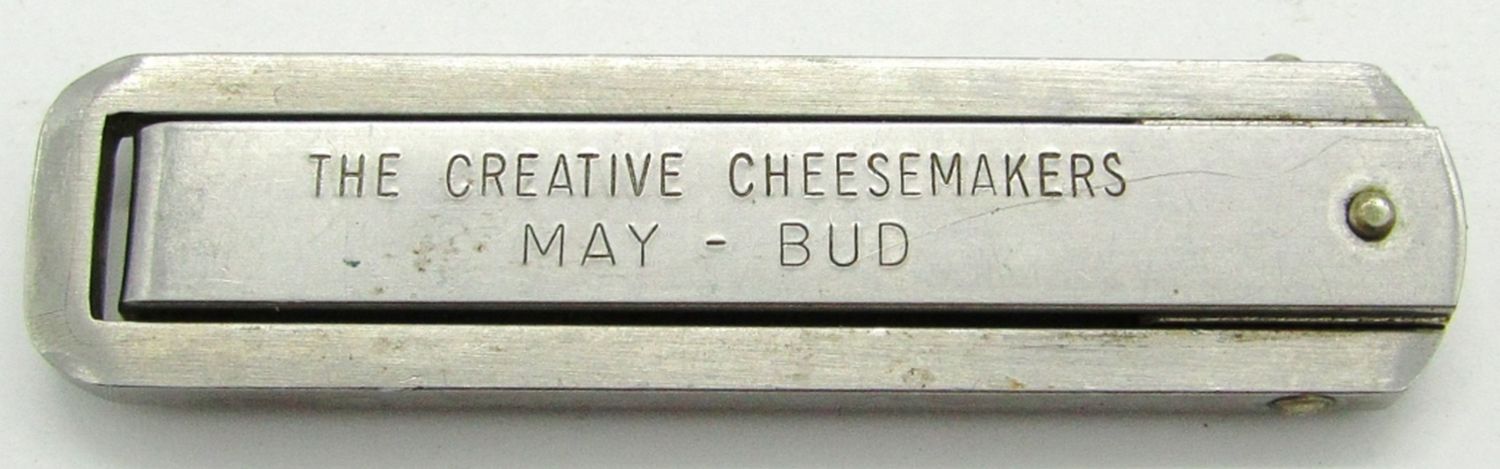 THE CREATIVE CHEESEMAKERS
MAY - BUD